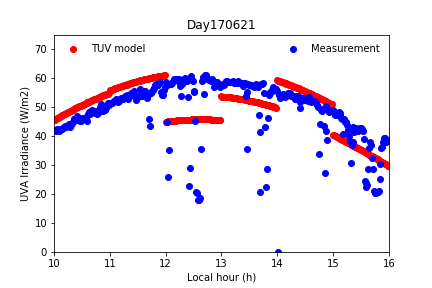 Day170621
TUV model
Measurement
UVA Irradiance (W/m2)
70
60
50
40
30
20
10
0
10 11 12 13 14 15 16
Local hour (h)